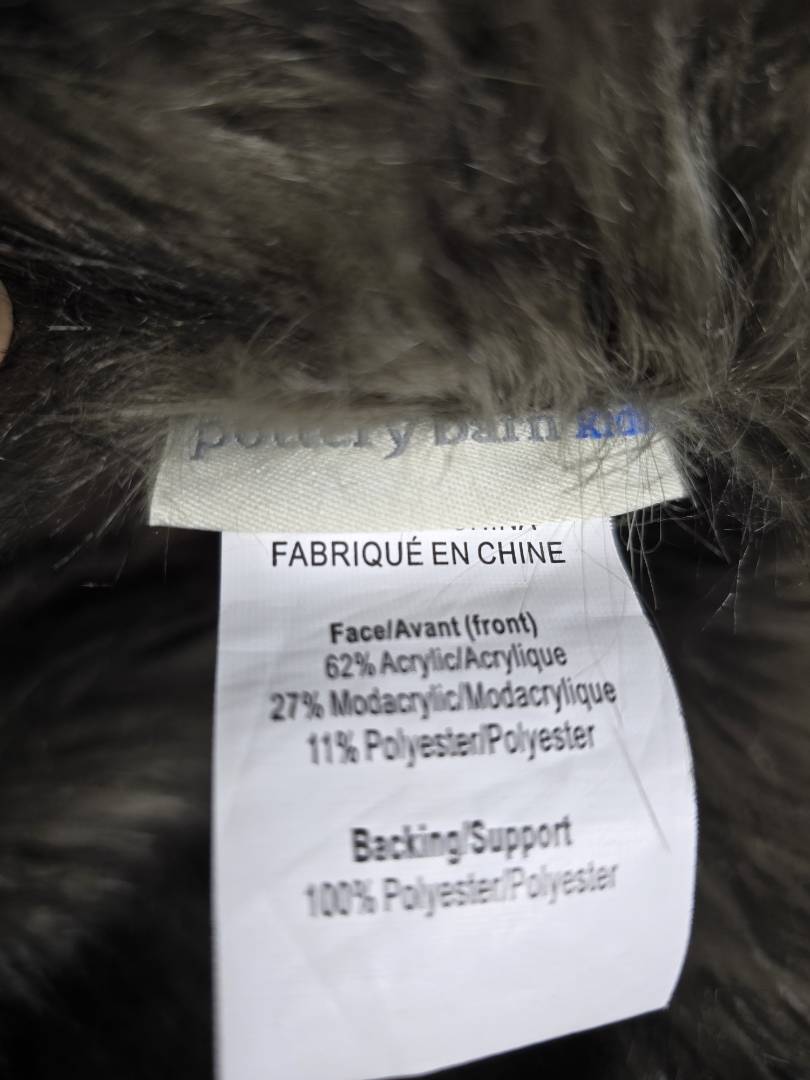 pottery barn kids
CHINA
FABRIQUÉ EN CHINE
Face/Avant (front)
62% Acrylic/Acrylique
27% Modacrylic/Modacrylique
11% Polyester/Polyester
Backing/Support
100% Polyester/Polyester